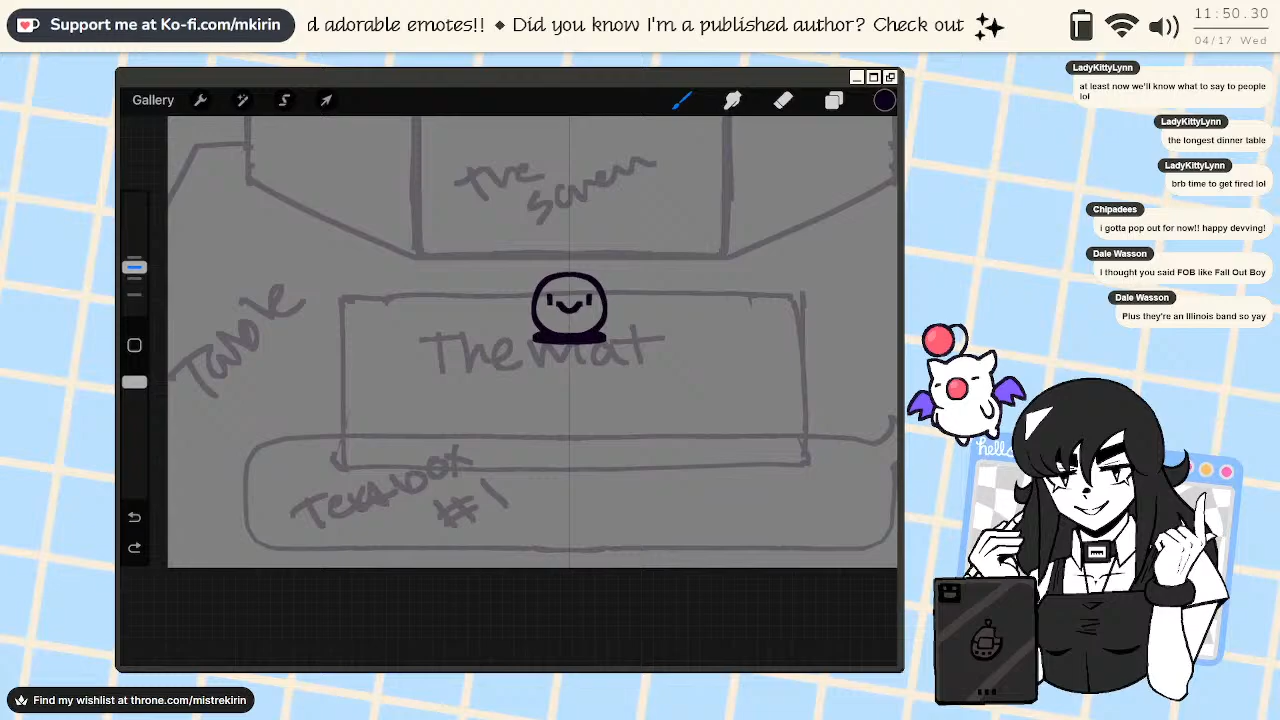 Support me at Ko-fi.com/mkirin
d adorable emotes!! ◆ Did you know I'm a published author? Check out
11:50.30
04/17 Wed
Gallery
LadyKittyLynn
at least now we'll know what to say to people
lol
LadyKittyLynn
the longest dinner table
LadyKittyLynn
brb time to get fired lol
Chipadees
i gotta pop out for now!! happy devving!
Dale Wasson
I thought you said FOB like Fall Out Boy
Dale Wasson
Plus they're an Illinois band so yay
the
screen
Table
The Mat
Textbox
#1
hello
Find my wishlist at throne.com/mistrekirin